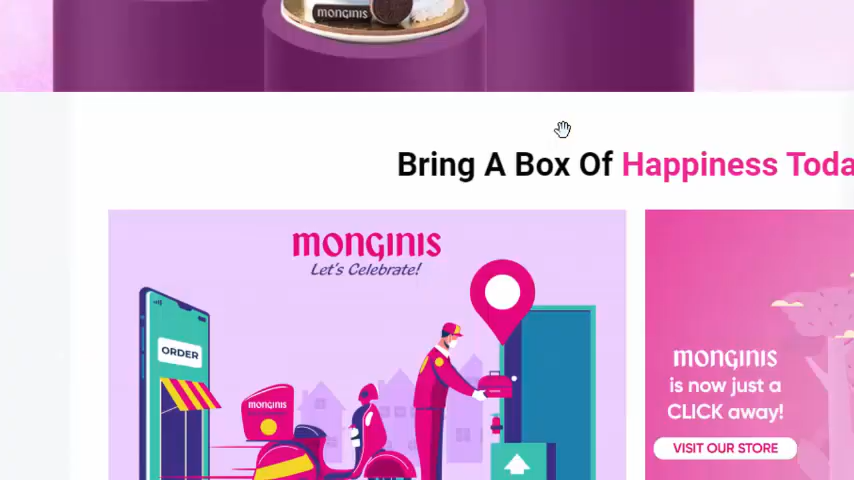 monginis
Bring A Box Of Happiness Toda
monginis
Let's Celebrate!
ORDER
monginis
monginis
is now just a
CLICK away!
VISIT OUR STORE